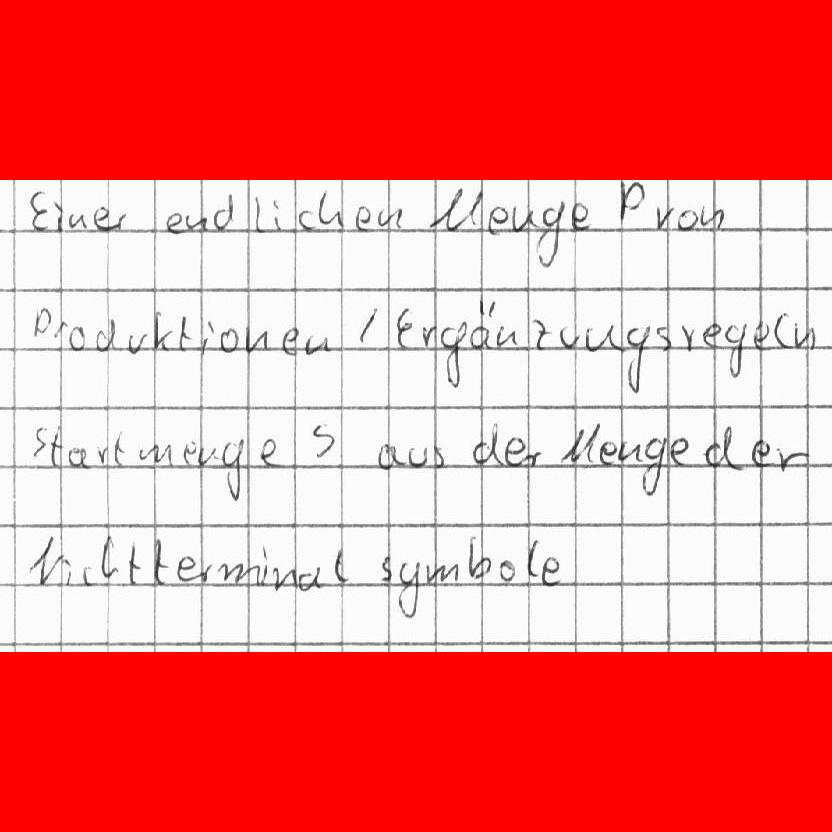 Einer endlichen Menge P von
Produktionen / Ergänzungsregeln
Startmenge S aus der Menge der
Nichtterminal symbole